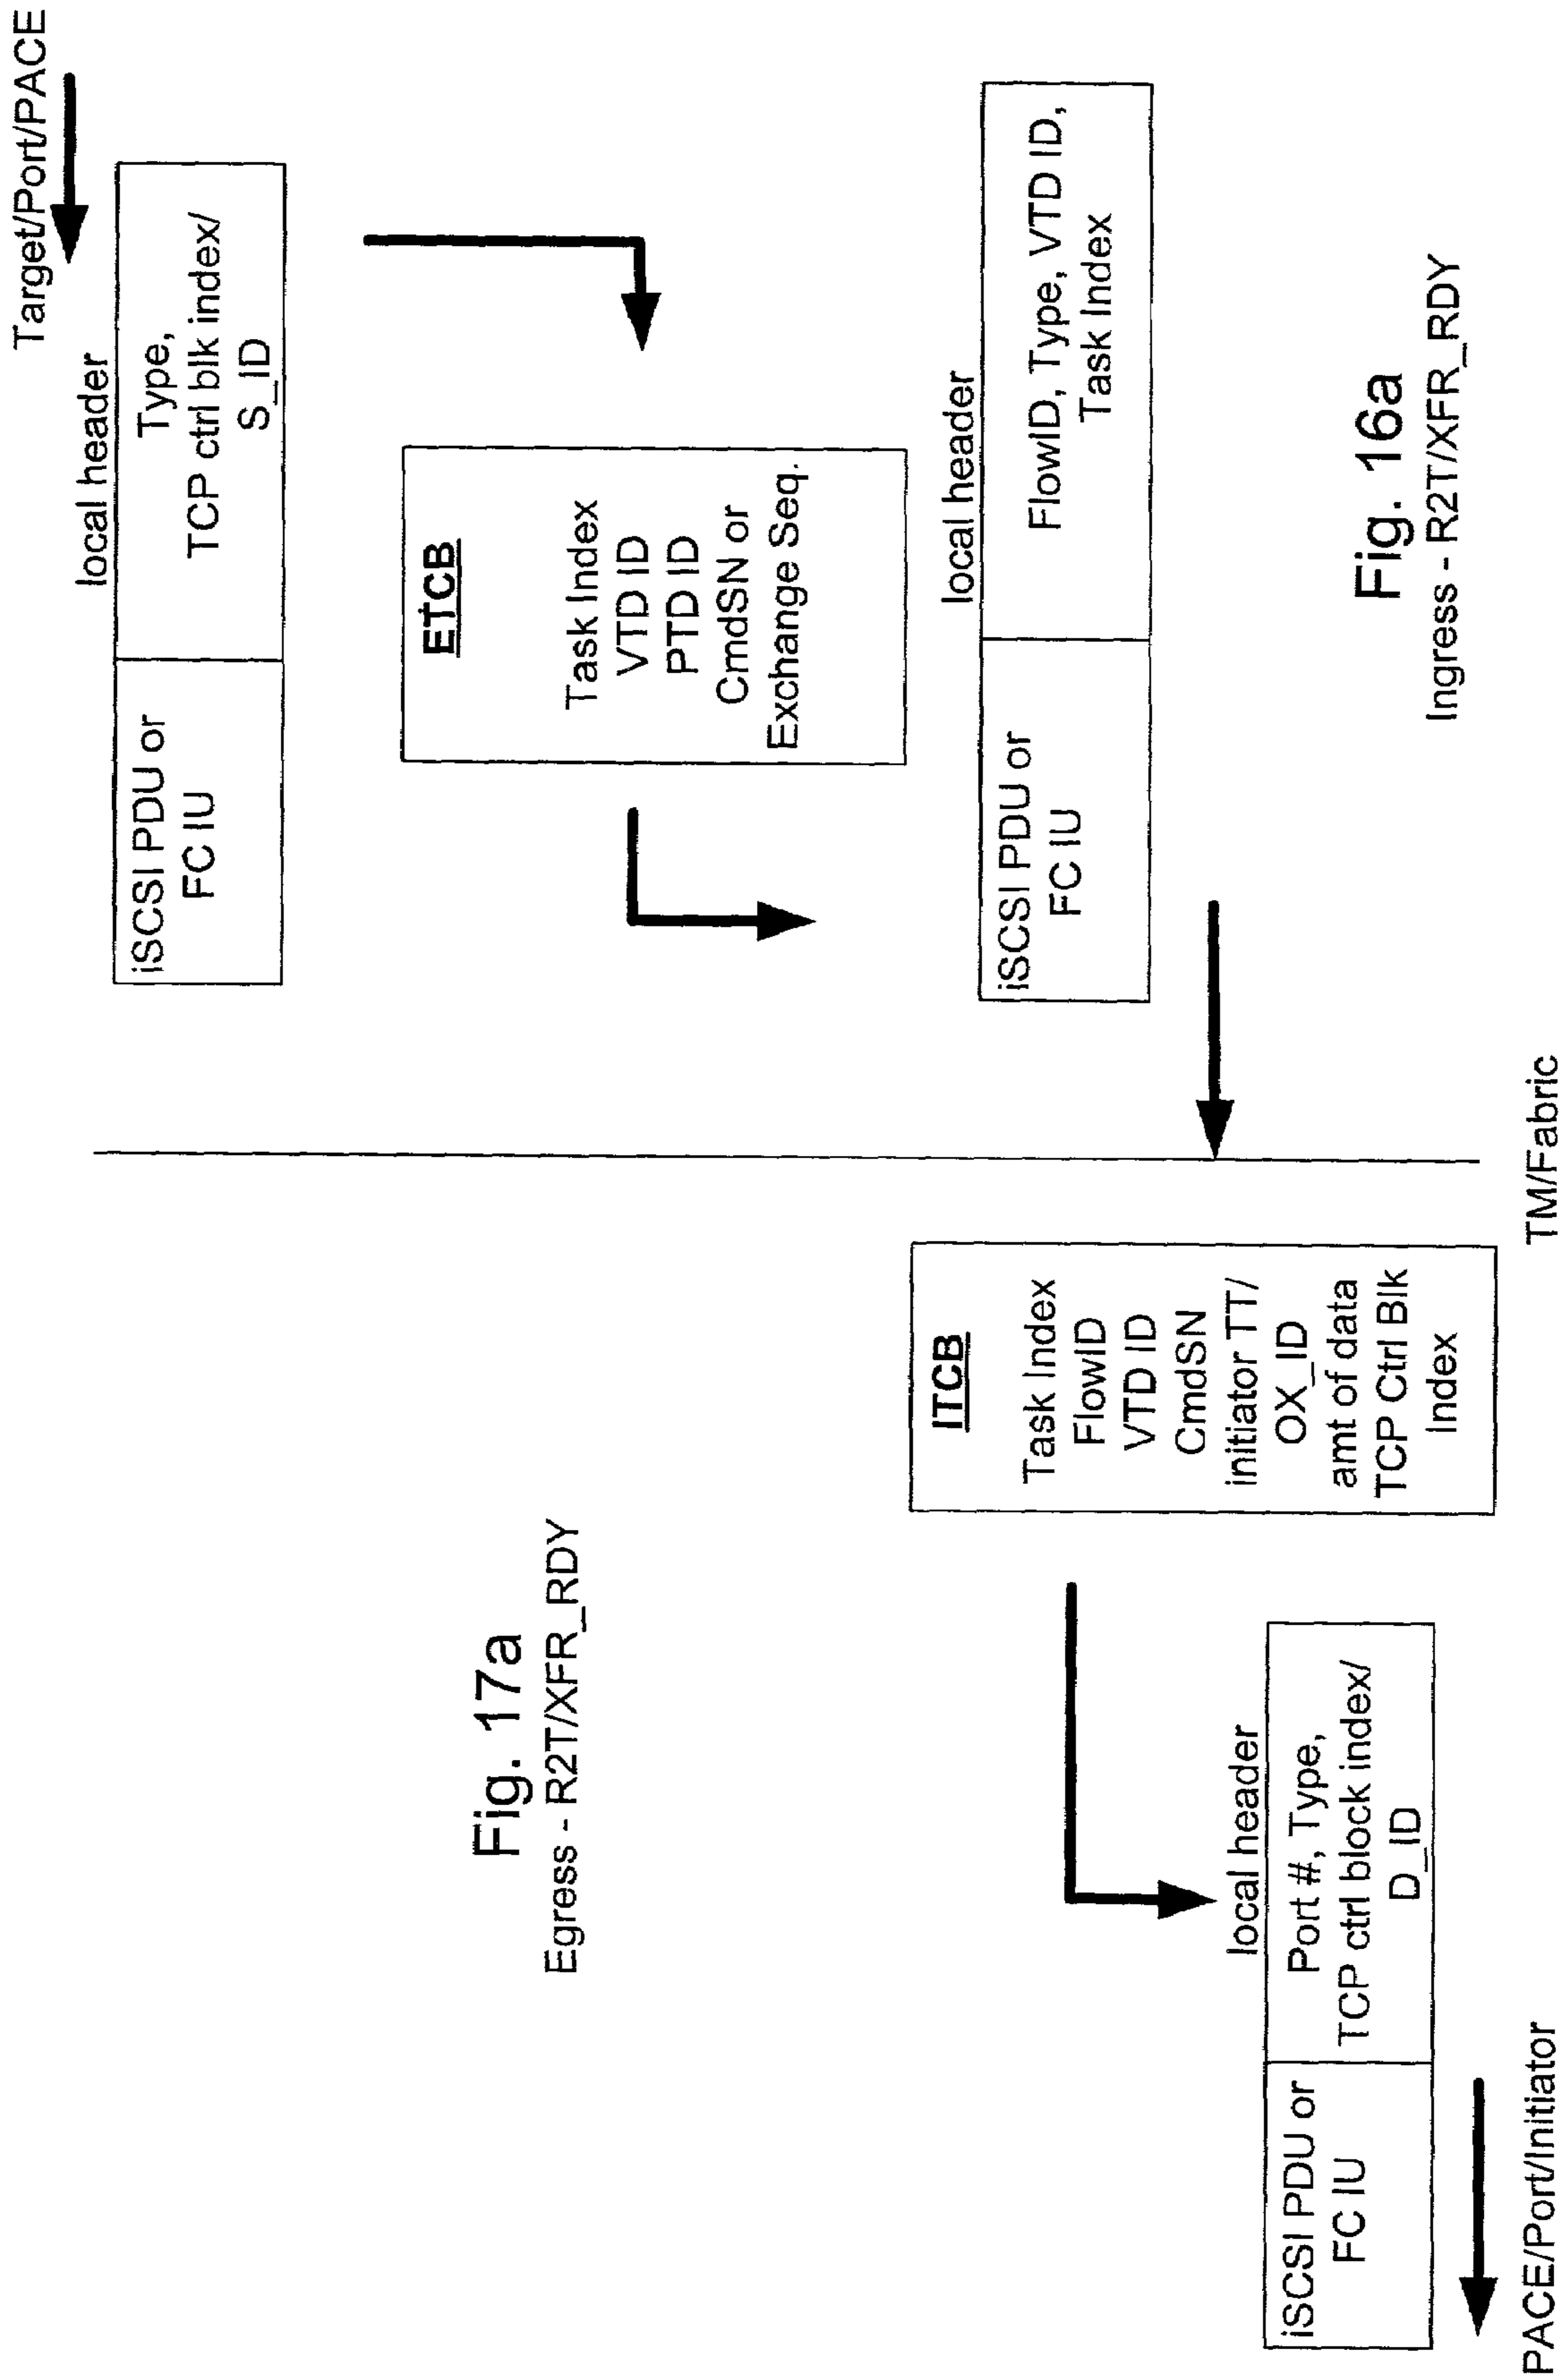 Target/Port/PACE
local header
iSCSI PDU or
FC IU
Type,
TCP ctrl blk index/
S_ID
ETCB
Task Index
VTD ID
PTD ID
CmdSN or
Exchange Seq.
local header
iSCSI PDU or
FC IU
FlowID, Type, VTD ID,
Task Index
Fig. 16a
Ingress - R2T/XFR_RDY
TM/Fabric
Fig. 17a
Egress - R2T/XFR_RDY
ITCB
Task Index
FlowID
VTD ID
CmdSN
initiator TT/
OX_ID
amt of data
TCP Ctrl Blk
Index
local header
iSCSI PDU or
FC IU
Port #, Type,
TCP ctrl block index/
D_ID
PACE/Port/Initiator